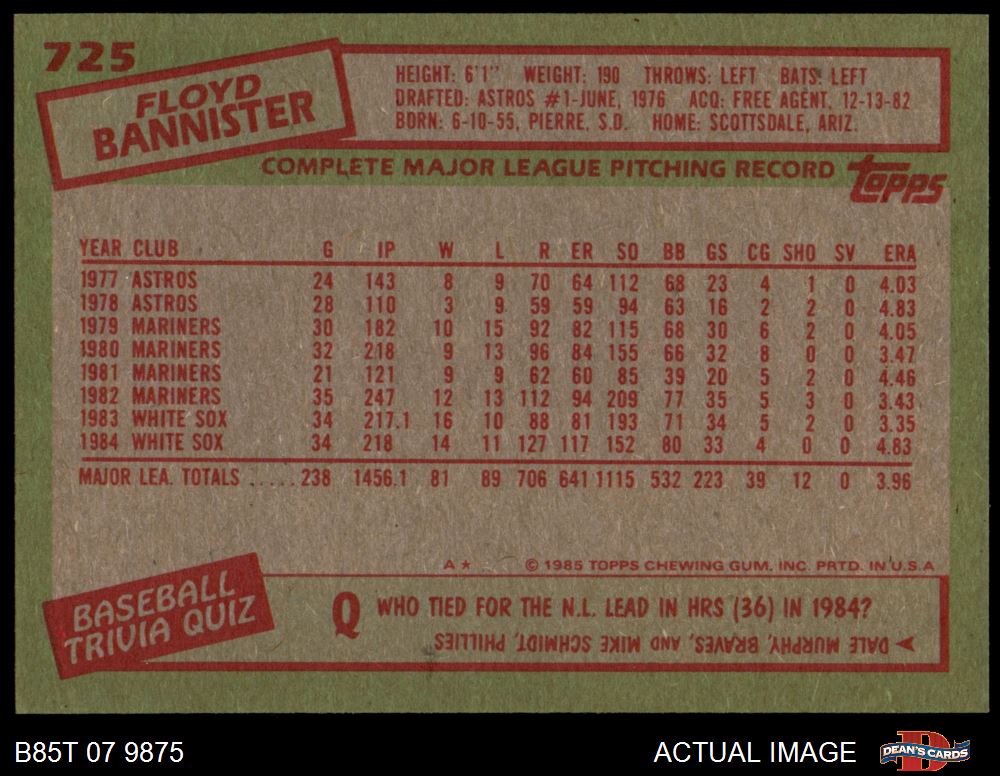 725
FLOYD
BANNISTER
HEIGHT: 6'1" WEIGHT: 190 THROWS: LEFT BATS: LEFT
DRAFTED: ASTROS #1-JUNE, 1976 ACQ: FREE AGENT, 12-13-82
BORN: 6-10-55, PIERRE, S.D. HOME: SCOTTSDALE, ARIZ.
COMPLETE MAJOR LEAGUE PITCHING RECORD
topps
YEAR CLUB G IP W L R ER SO BB GS CG SHO SV ERA
1977 ASTROS 24 143 8 9 70 64 112 68 23 4 1 0 4.03
1978 ASTROS 28 110 3 9 59 59 94 63 16 2 2 0 4.83
1979 MARINERS 30 182 10 15 92 82 115 68 30 6 2 0 4.05
1980 MARINERS 32 218 9 13 96 84 155 66 32 8 0 0 3.47
1981 MARINERS 21 121 9 9 62 60 85 39 20 5 2 0 4.46
1982 MARINERS 35 247 12 13 112 94 209 77 35 5 3 0 3.43
1983 WHITE SOX 34 217.1 16 10 88 81 193 71 34 5 2 0 3.35
1984 WHITE SOX 34 218 14 11 127 117 152 80 33 4 0 0 4.83
MAJOR LEA. TOTALS .....238 1456.1 81 89 706 641 1115 532 223 39 12 0 3.96
A★ © 1985 TOPPS CHEWING GUM, INC. PRTD. IN U.S.A
BASEBALL
TRIVIA QUIZ
Q WHO TIED FOR THE N.L. LEAD IN HRS (36) IN 1984?
DALE MURPHY, BRAVES, AND MIKE SCHMIDT, PHILLIES
B85T 07 9875
ACTUAL IMAGE
D
DEAN'S CARDS